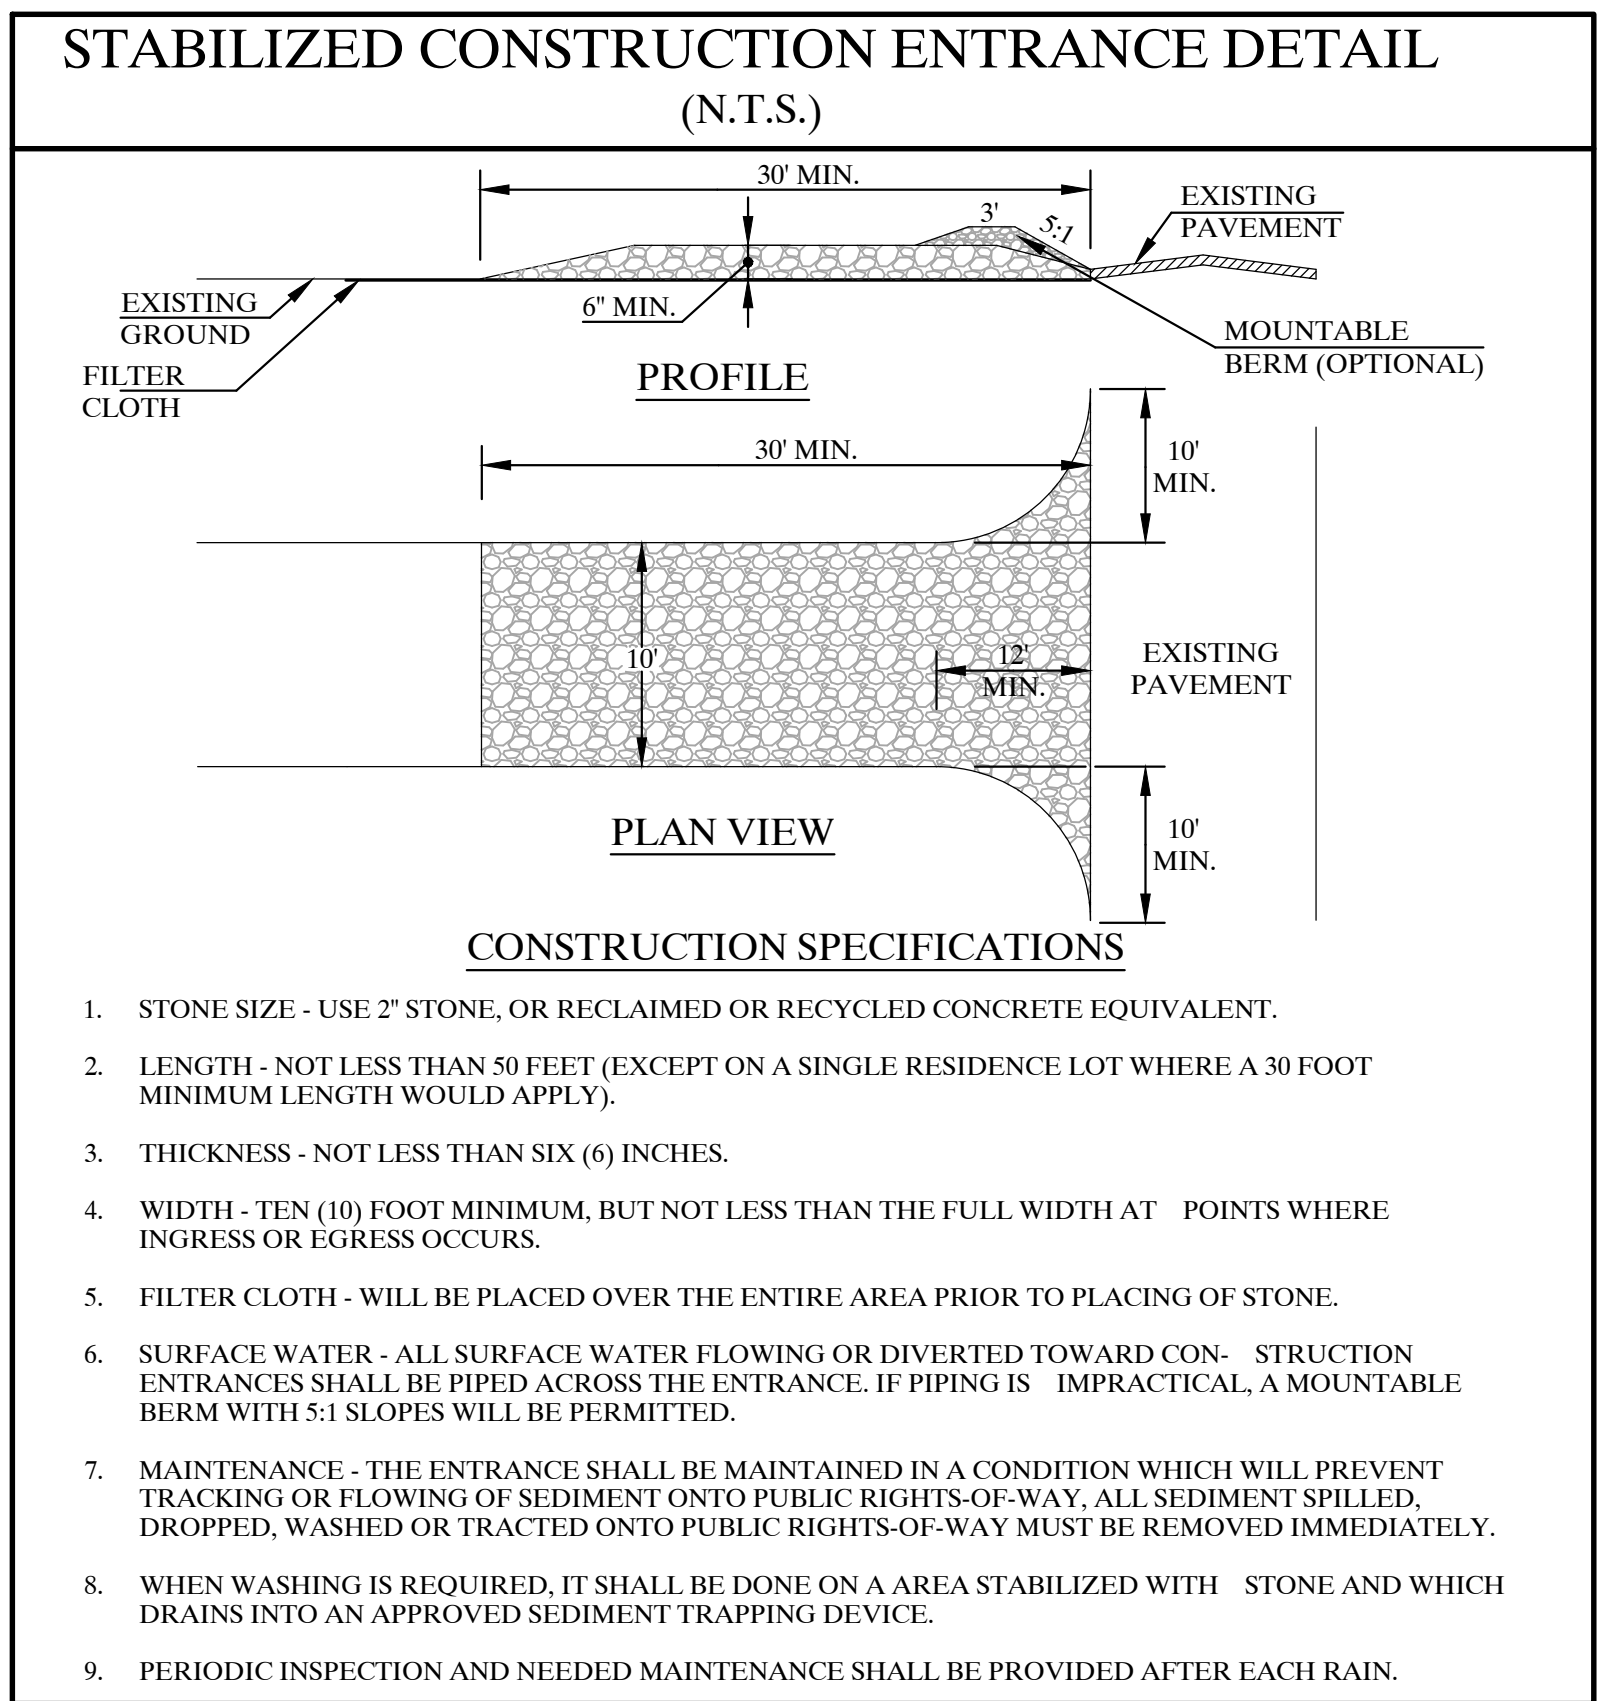 STABILIZED CONSTRUCTION ENTRANCE DETAIL
(N.T.S.)
30' MIN.
3'
5:1
EXISTING
PAVEMENT
EXISTING
GROUND
6" MIN.
FILTER
CLOTH
MOUNTABLE
BERM (OPTIONAL)
PROFILE
30' MIN.
10'
MIN.
10'
12'
MIN.
EXISTING
PAVEMENT
10'
MIN.
PLAN VIEW
CONSTRUCTION SPECIFICATIONS
1. STONE SIZE - USE 2" STONE, OR RECLAIMED OR RECYCLED CONCRETE EQUIVALENT.
2. LENGTH - NOT LESS THAN 50 FEET (EXCEPT ON A SINGLE RESIDENCE LOT WHERE A 30 FOOT
MINIMUM LENGTH WOULD APPLY).
3. THICKNESS - NOT LESS THAN SIX (6) INCHES.
4. WIDTH - TEN (10) FOOT MINIMUM, BUT NOT LESS THAN THE FULL WIDTH AT POINTS WHERE
INGRESS OR EGRESS OCCURS.
5. FILTER CLOTH - WILL BE PLACED OVER THE ENTIRE AREA PRIOR TO PLACING OF STONE.
6. SURFACE WATER - ALL SURFACE WATER FLOWING OR DIVERTED TOWARD CON- STRUCTION
ENTRANCES SHALL BE PIPED ACROSS THE ENTRANCE. IF PIPING IS IMPRACTICAL, A MOUNTABLE
BERM WITH 5:1 SLOPES WILL BE PERMITTED.
7. MAINTENANCE - THE ENTRANCE SHALL BE MAINTAINED IN A CONDITION WHICH WILL PREVENT
TRACKING OR FLOWING OF SEDIMENT ONTO PUBLIC RIGHTS-OF-WAY, ALL SEDIMENT SPILLED,
DROPPED, WASHED OR TRACTED ONTO PUBLIC RIGHTS-OF-WAY MUST BE REMOVED IMMEDIATELY.
8. WHEN WASHING IS REQUIRED, IT SHALL BE DONE ON A AREA STABILIZED WITH STONE AND WHICH
DRAINS INTO AN APPROVED SEDIMENT TRAPPING DEVICE.
9. PERIODIC INSPECTION AND NEEDED MAINTENANCE SHALL BE PROVIDED AFTER EACH RAIN.